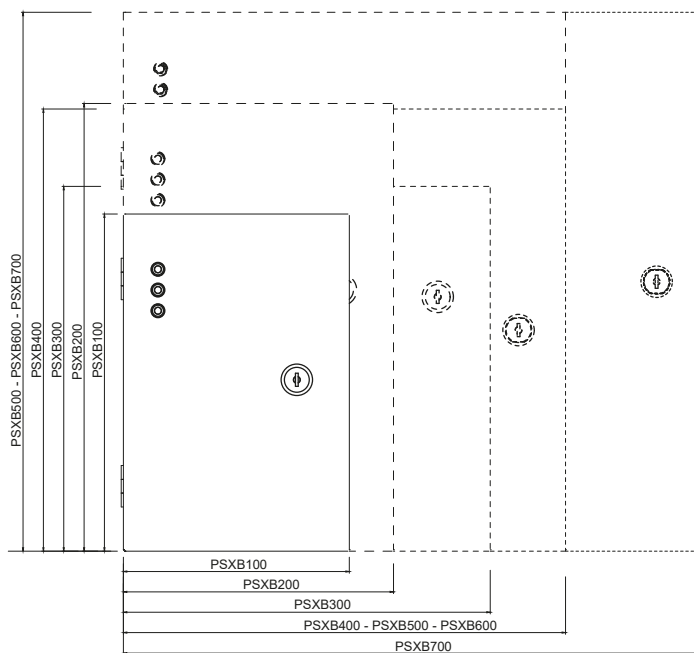 PSXB500 - PSXB600 - PSXB700
PSXB400
PSXB300
PSXB200
PSXB100
PSXB100
PSXB200
PSXB300
PSXB400 - PSXB500 - PSXB600
PSXB700